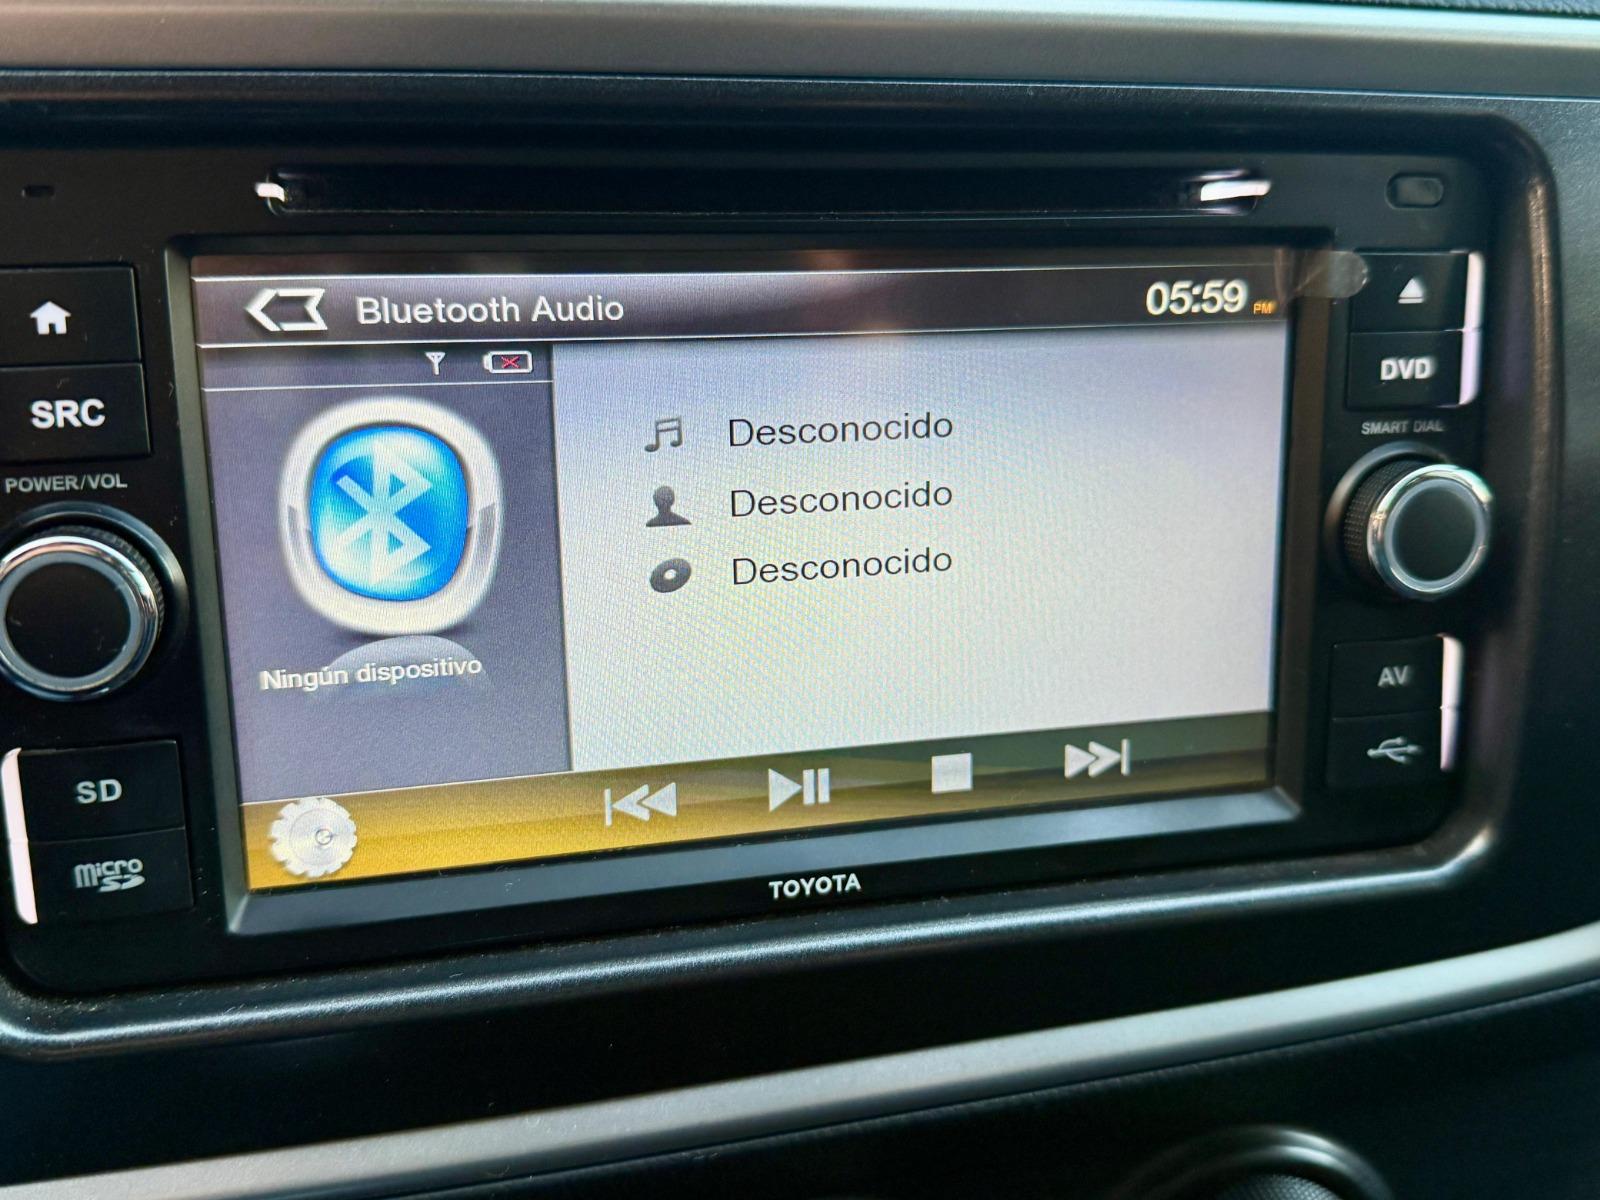 Bluetooth Audio
05:59 PM
DVD
SMART DIAL
SRC
POWER/VOL
Desconocido
Desconocido
Desconocido
Ningún dispositivo
AV
SD
micro SD
TOYOTA